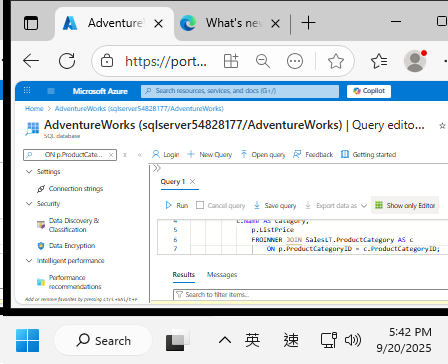 AdventureW
What's nev
https://port...
Microsoft Azure
Search resources, services, and docs (G+/)
Copilot
Home > AdventureWorks (sqlserver54828177/AdventureWorks)
AdventureWorks (sqlserver54828177/AdventureWorks) | Query edito...
SQL database
ON p.ProductCate...
Login
New Query
Open query
Feedback
Getting started
Settings
Connection strings
Security
Data Discovery &
Classification
Data Encryption
Intelligent performance
Performance
recommendations
Add or remove favorites by pressing Ctrl+Shift+F
Query 1
Run
Cancel query
Save query
Export data as
Show only Editor
4 c.Name AS Category,
5 p.ListPrice
6 FROINNER JOIN SalesLT.ProductCategory AS c
7 ON p.ProductCategoryID = c.ProductCategoryID;
Results
Messages
Search to filter items...
Search
英
速
5:42 PM
9/20/2025